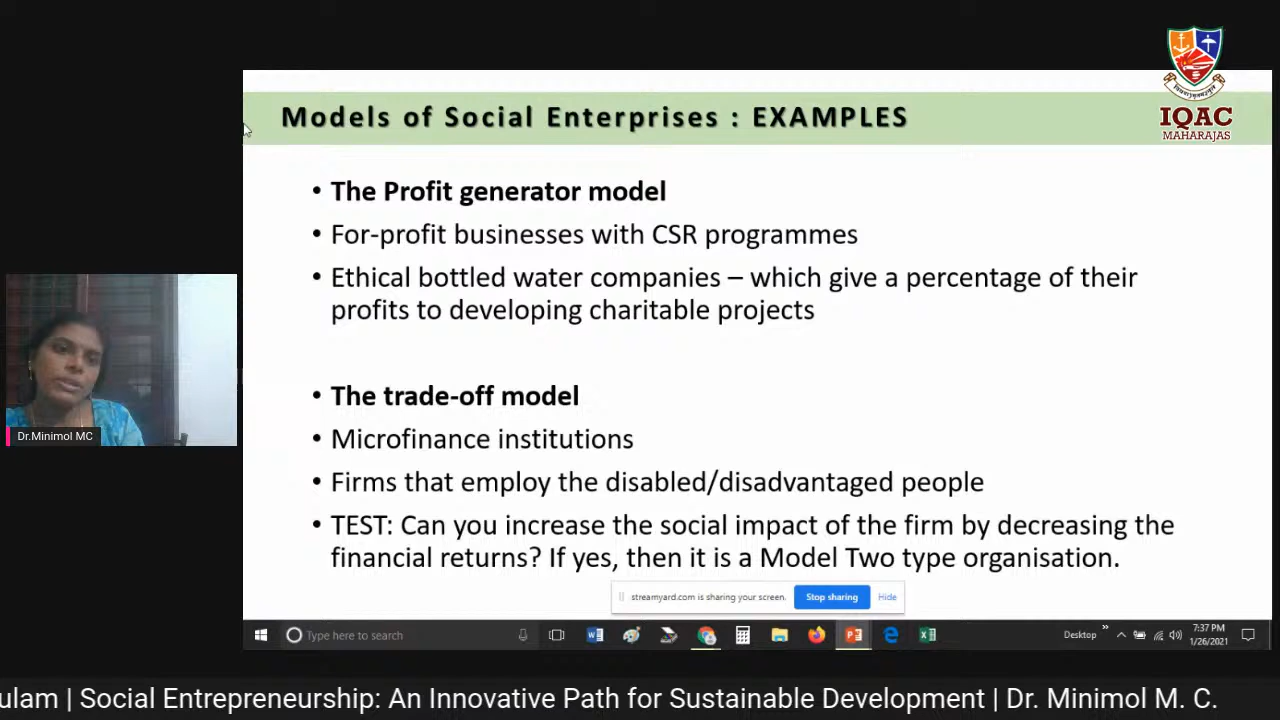 IQAC
MAHARAJAS
Models of Social Enterprises : EXAMPLES
• The Profit generator model
• For-profit businesses with CSR programmes
• Ethical bottled water companies – which give a percentage of their
profits to developing charitable projects
• The trade-off model
• Microfinance institutions
• Firms that employ the disabled/disadvantaged people
• TEST: Can you increase the social impact of the firm by decreasing the
financial returns? If yes, then it is a Model Two type organisation.
Dr.Minimol MC
streamyard.com is sharing your screen. Stop sharing Hide
Type here to search
Desktop
7:37 PM
1/26/2021
ulam | Social Entrepreneurship: An Innovative Path for Sustainable Development | Dr. Minimol M. C.